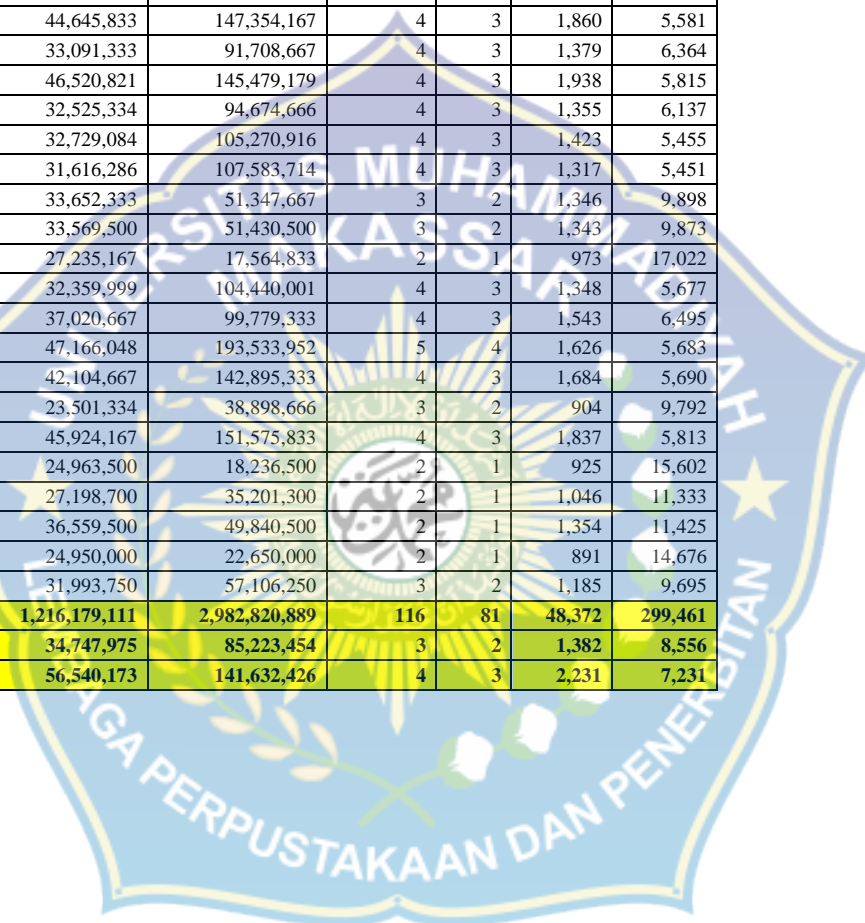 44,645,833 147,354,167 4 3 1,860 5,581
33,091,333 91,708,667 4 3 1,379 6,364
46,520,821 145,479,179 4 3 1,938 5,815
32,525,334 94,674,666 4 3 1,355 6,137
32,729,084 105,270,916 4 3 1,423 5,455
31,616,286 107,583,714 4 3 1,317 5,451
33,652,333 51,347,667 3 2 1,346 9,898
33,569,500 51,430,500 3 2 1,343 9,873
27,235,167 17,564,833 2 1 973 17,022
32,359,999 104,440,001 4 3 1,348 5,677
37,020,667 99,779,333 4 3 1,543 6,495
47,166,048 193,533,952 5 4 1,626 5,683
42,104,667 142,895,333 4 3 1,684 5,690
23,501,334 38,898,666 3 2 904 9,792
45,924,167 151,575,833 4 3 1,837 5,813
24,963,500 18,236,500 2 1 925 15,602
27,198,700 35,201,300 2 1 1,046 11,333
36,559,500 49,840,500 2 1 1,354 11,425
24,950,000 22,650,000 2 1 891 14,676
31,993,750 57,106,250 3 2 1,185 9,695
1,216,179,111 2,982,820,889 116 81 48,372 299,461
34,747,975 85,223,454 3 2 1,382 8,556
56,540,173 141,632,426 4 3 2,231 7,231
UNIVERSITAS MUHAMMADIYAH
MAKASSAR
LEMBAGA PERPUSTAKAAN DAN PENERBITAN